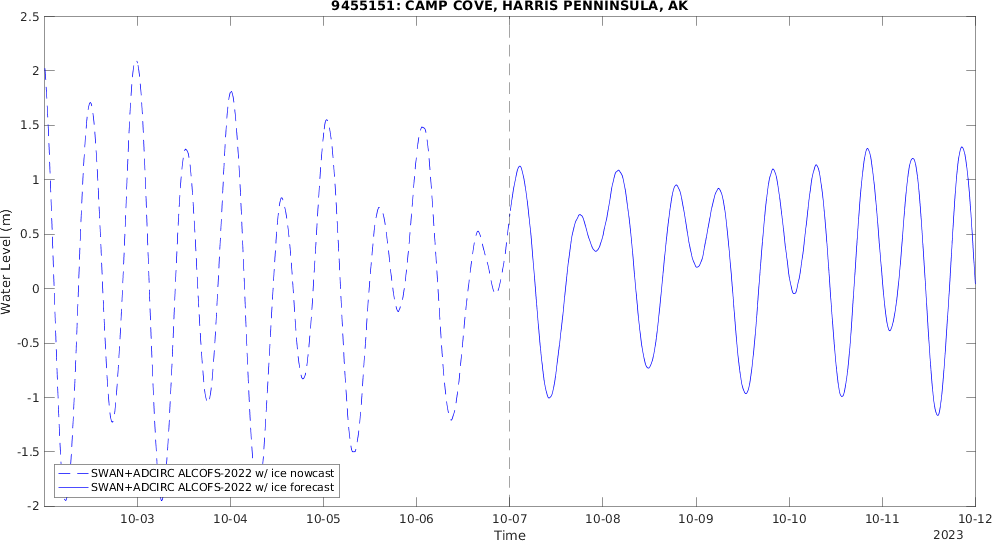 9455151: CAMP COVE, HARRIS PENNINSULA, AK
2.5
2
1.5
1
0.5
0
-0.5
-1
-1.5
-2
Water Level (m)
SWAN+ADCIRC ALCOFS-2022 w/ ice nowcast
SWAN+ADCIRC ALCOFS-2022 w/ ice forecast
10-03 10-04 10-05 10-06 10-07 10-08 10-09 10-10 10-11 10-12
Time
2023